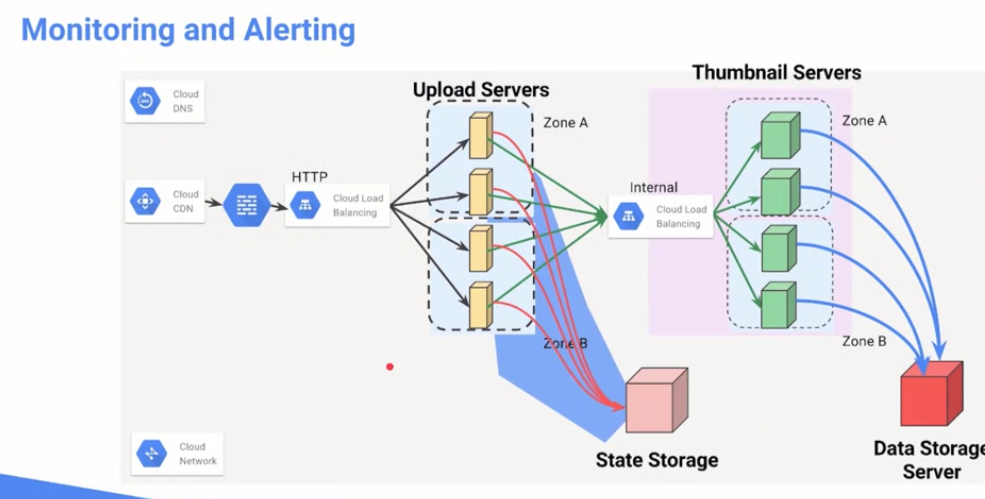 Monitoring and Alerting
Cloud
DNS
Cloud
CDN
HTTP
Cloud Load
Balancing
Upload Servers
Zone A
Zone B
Internal
Cloud Load
Balancing
Thumbnail Servers
Zone A
Zone B
State Storage
Data Storage
Server
Cloud
Network